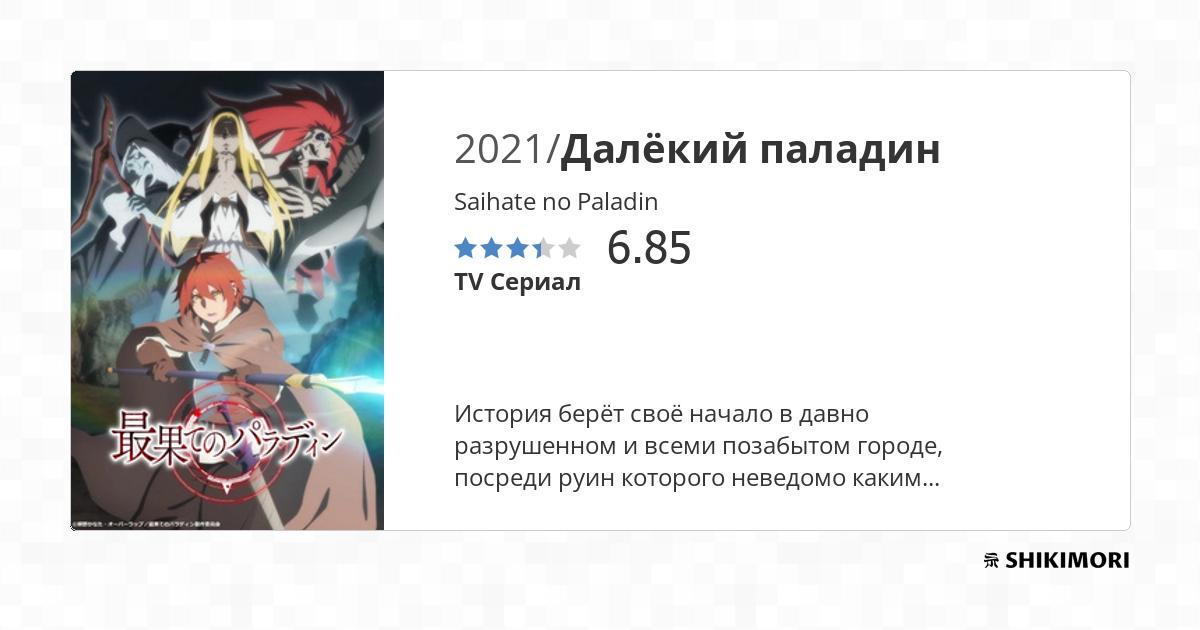 2021/Далёкий паладин
Saihate no Paladin
6.85
TV Сериал
История берёт своё начало в давно
разрушенном и всеми позабытом городе,
посреди руин которого неведомо каким...
最果てのパラディン
©柳野かなた・オーバーラップ/最果てのパラディン製作委員会
SHIKIMORI